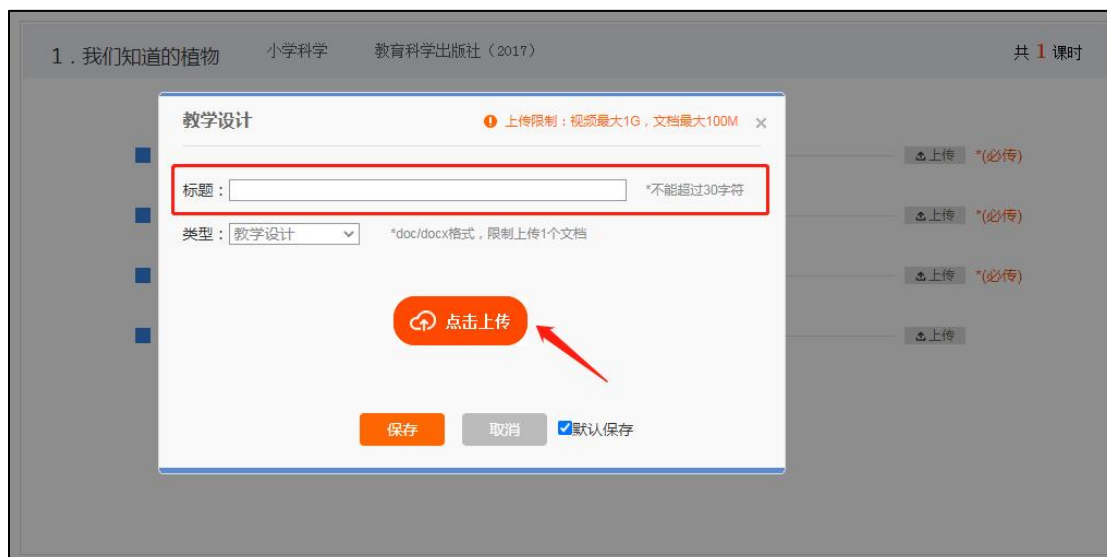 1．我们知道的植物 小学科学 教育科学出版社（2017） 共 1 课时
教学设计 上传限制：视频最大1G，文档最大100M ×
上传 *(必传)
标题： *不能超过30字符
上传 *(必传)
类型： 教学设计 *doc/docx格式，限制上传1个文档
上传 *(必传)
点击上传
上传
保存 取消 默认保存